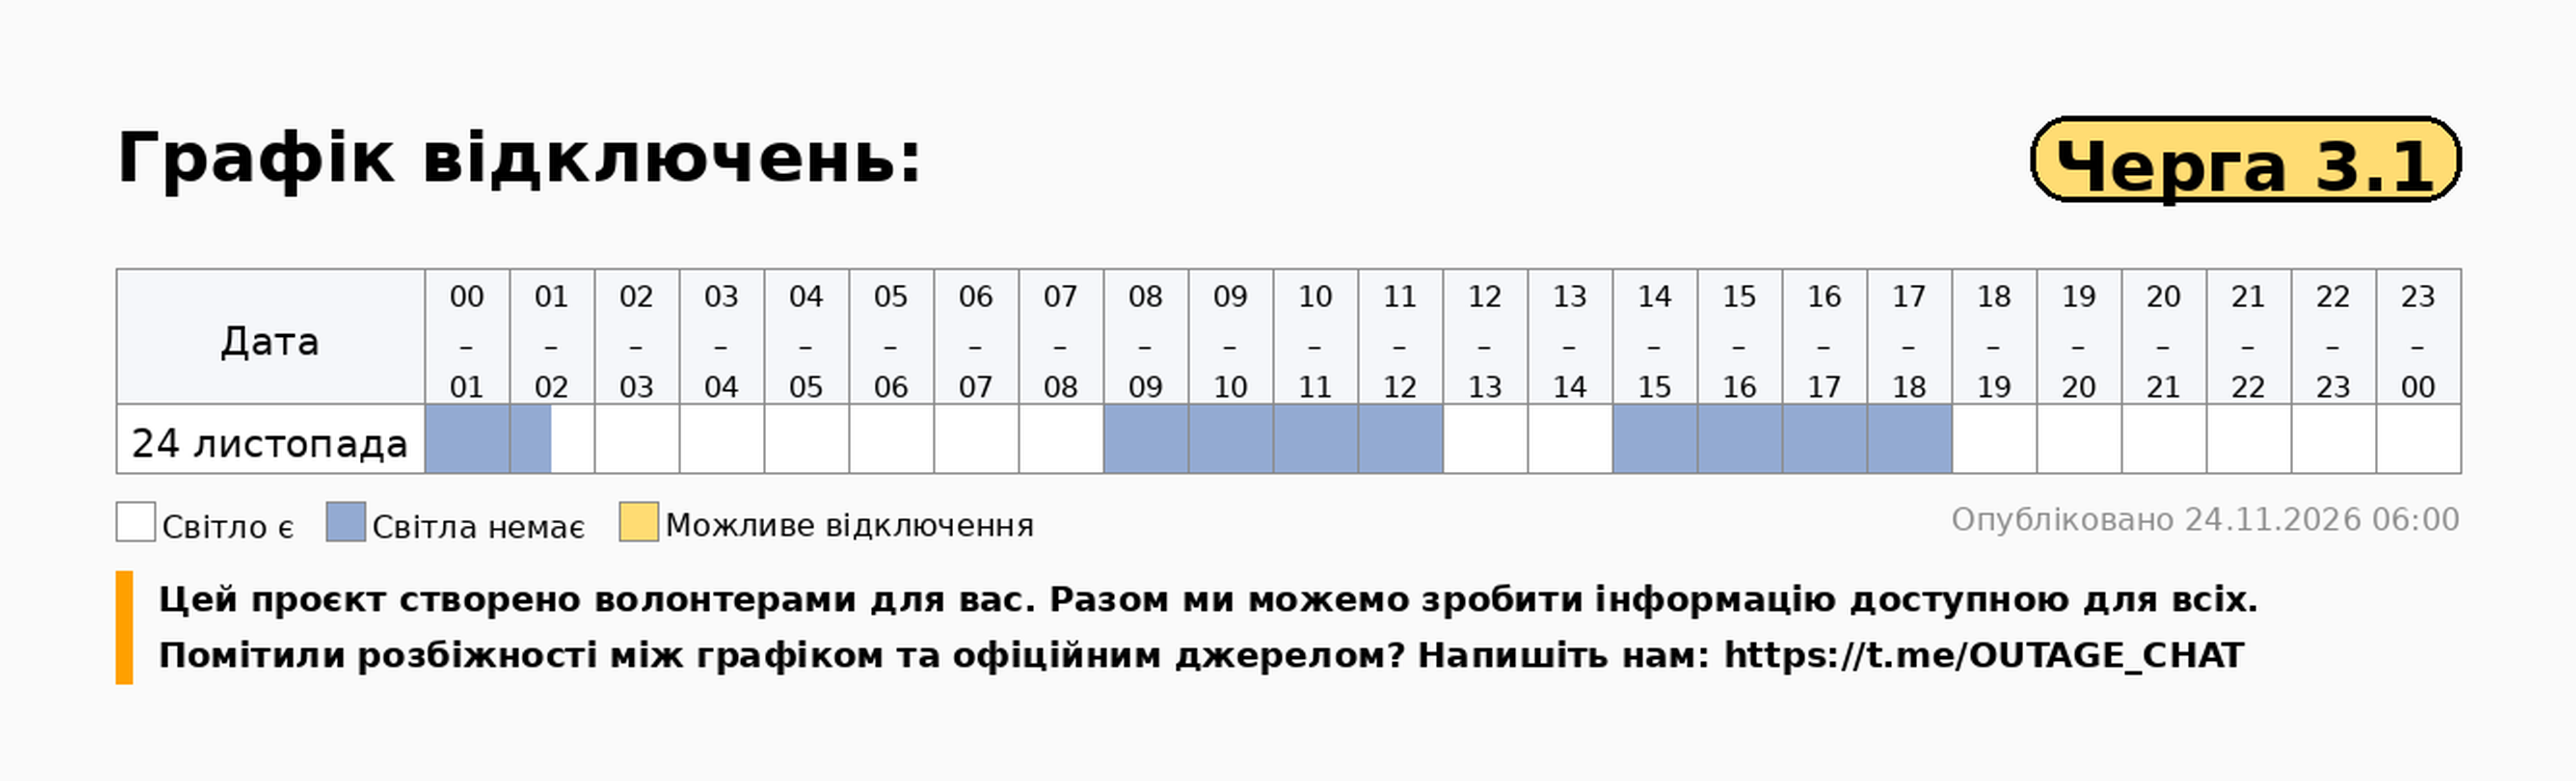 Графік відключень:
Черга 3.1
Дата
00 – 01
01 – 02
02 – 03
03 – 04
04 – 05
05 – 06
06 – 07
07 – 08
08 – 09
09 – 10
10 – 11
11 – 12
12 – 13
13 – 14
14 – 15
15 – 16
16 – 17
17 – 18
18 – 19
19 – 20
20 – 21
21 – 22
22 – 23
23 – 00
24 листопада
Світло є
Світла немає
Можливе відключення
Опубліковано 24.11.2026 06:00
Цей проєкт створено волонтерами для вас. Разом ми можемо зробити інформацію доступною для всіх.
Помітили розбіжності між графіком та офіційним джерелом? Напишіть нам: https://t.me/OUTAGE_CHAT